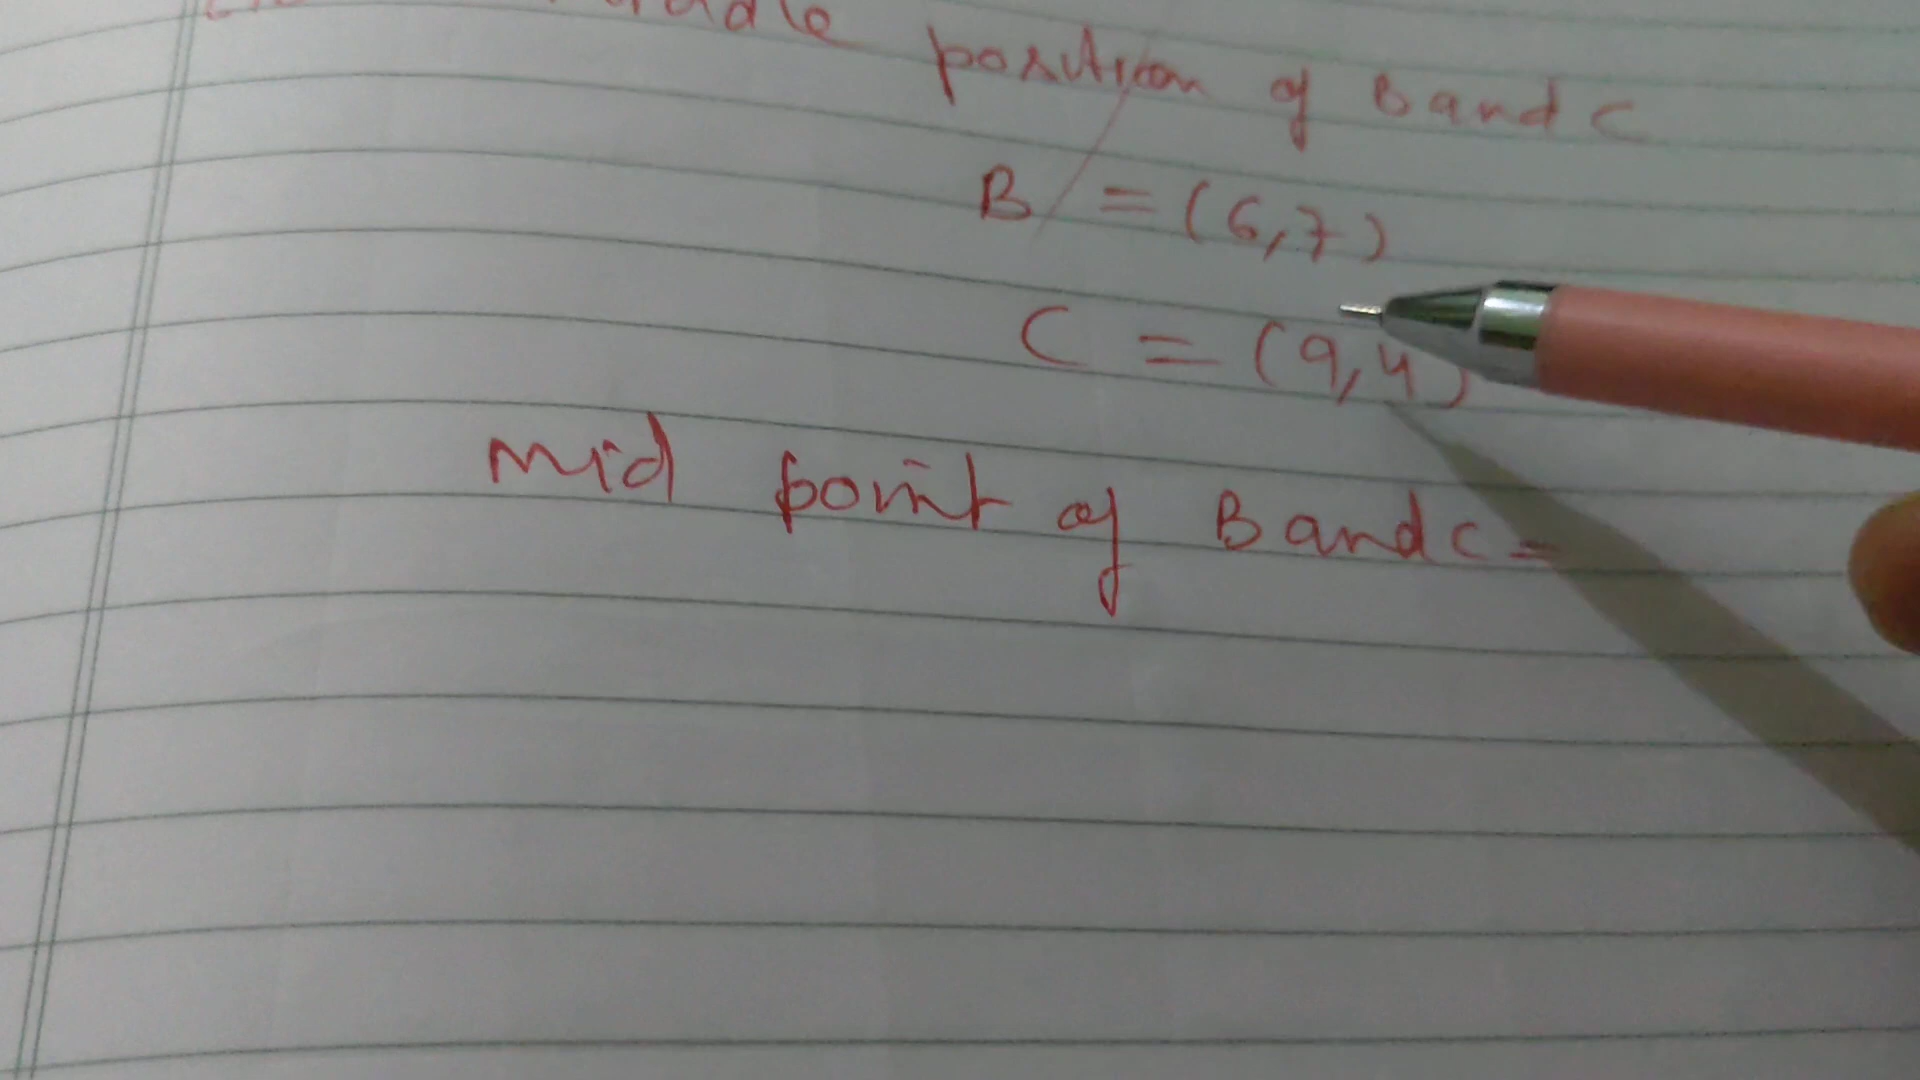 position of B and C
B = (6,7)
C = (9,4)
Mid point of B and C =